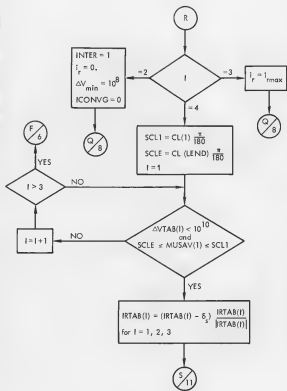 R
INTER = 1
i_r = 0.
ΔV_min = 10^8
ICONVG = 0
= 2
I
= 3
i_r = i_rmax
= 4
Q/8
Q/8
SCL1 = CL(1) π/180
SCLE = CL (LEND) π/180
I = 1
F/6
YES
I > 3
NO
ΔVTAB(I) < 10^10
and
SCLE ≤ MUSAV(I) ≤ SCL1
I = I + 1
NO
YES
IRTAB(I) = (IRTAB(I) - δ_s) IRTAB(I)/|IRTAB(I)|
for I = 1, 2, 3
S/11